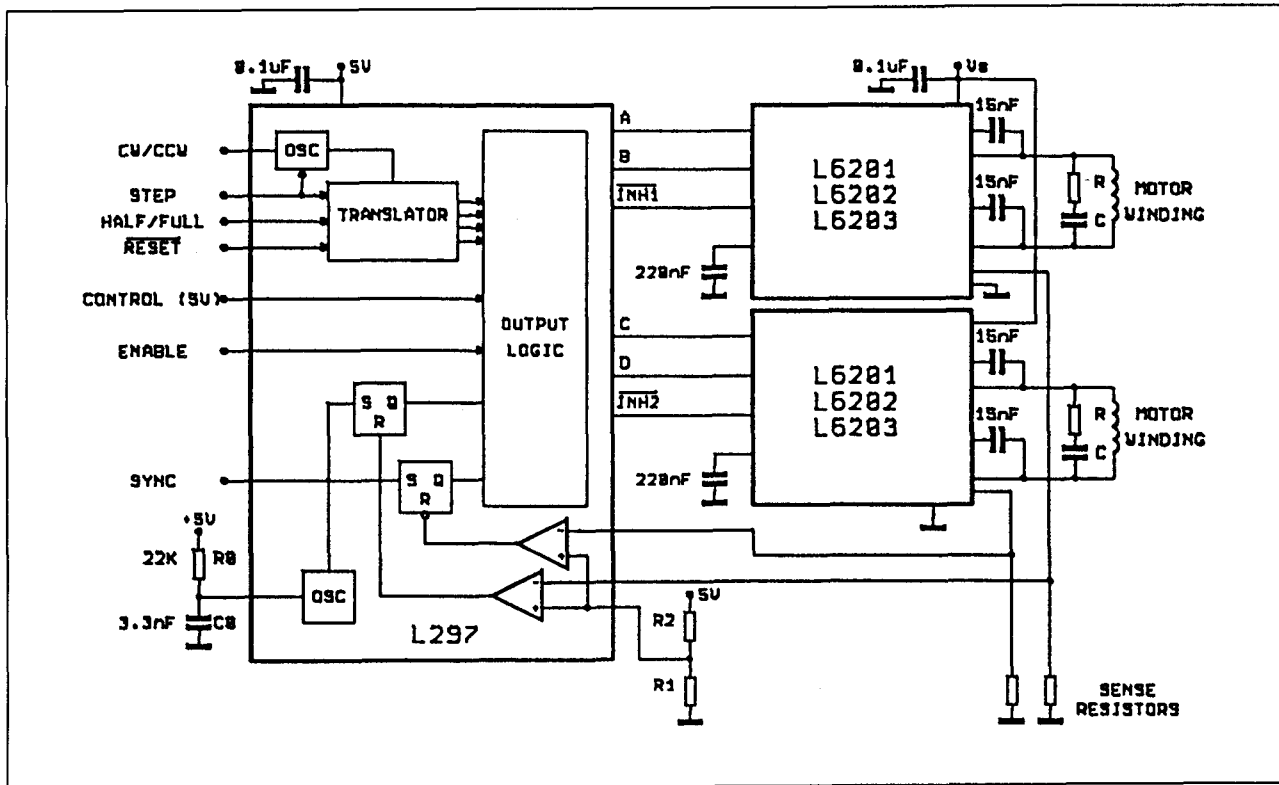 0.1uF
5V
0.1uF
Vs
CW/CCW
OSC
STEP
TRANSLATOR
HALF/FULL
RESET
CONTROL (5V)
ENABLE
OUTPUT
LOGIC
S Q
R
SYNC
S Q
R
+5V
22K
R0
OSC
3.3nF
C0
L297
A
B
INH1
220nF
C
D
INH2
220nF
L6201
L6202
L6203
15nF
15nF
R
C
MOTOR
WINDING
L6201
L6202
L6203
15nF
15nF
R
C
MOTOR
WINDING
-
+
-
+
5V
R2
R1
SENSE
RESISTORS